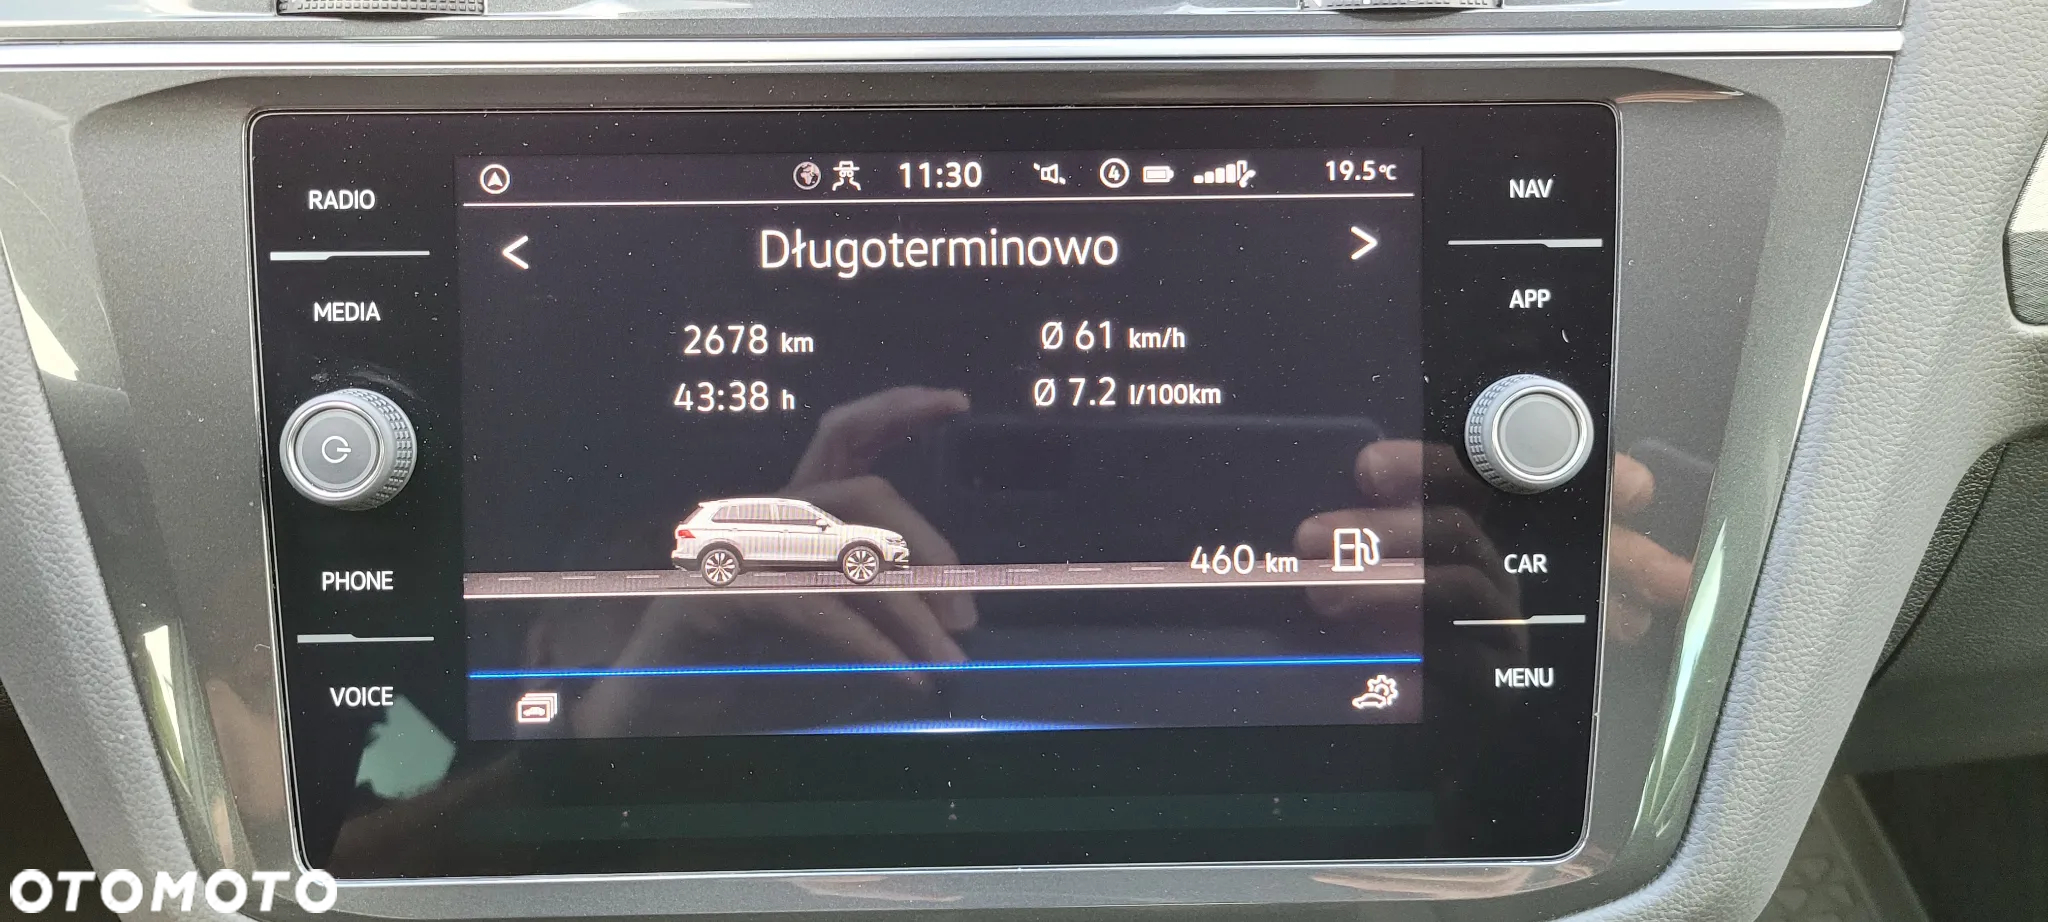 11:30
4
19.5°C
RADIO
NAV
< Długoterminowo >
MEDIA
APP
2678 km Ø 61 km/h
43:38 h Ø 7.2 l/100km
460 km
PHONE
CAR
VOICE
MENU
OTOMOTO